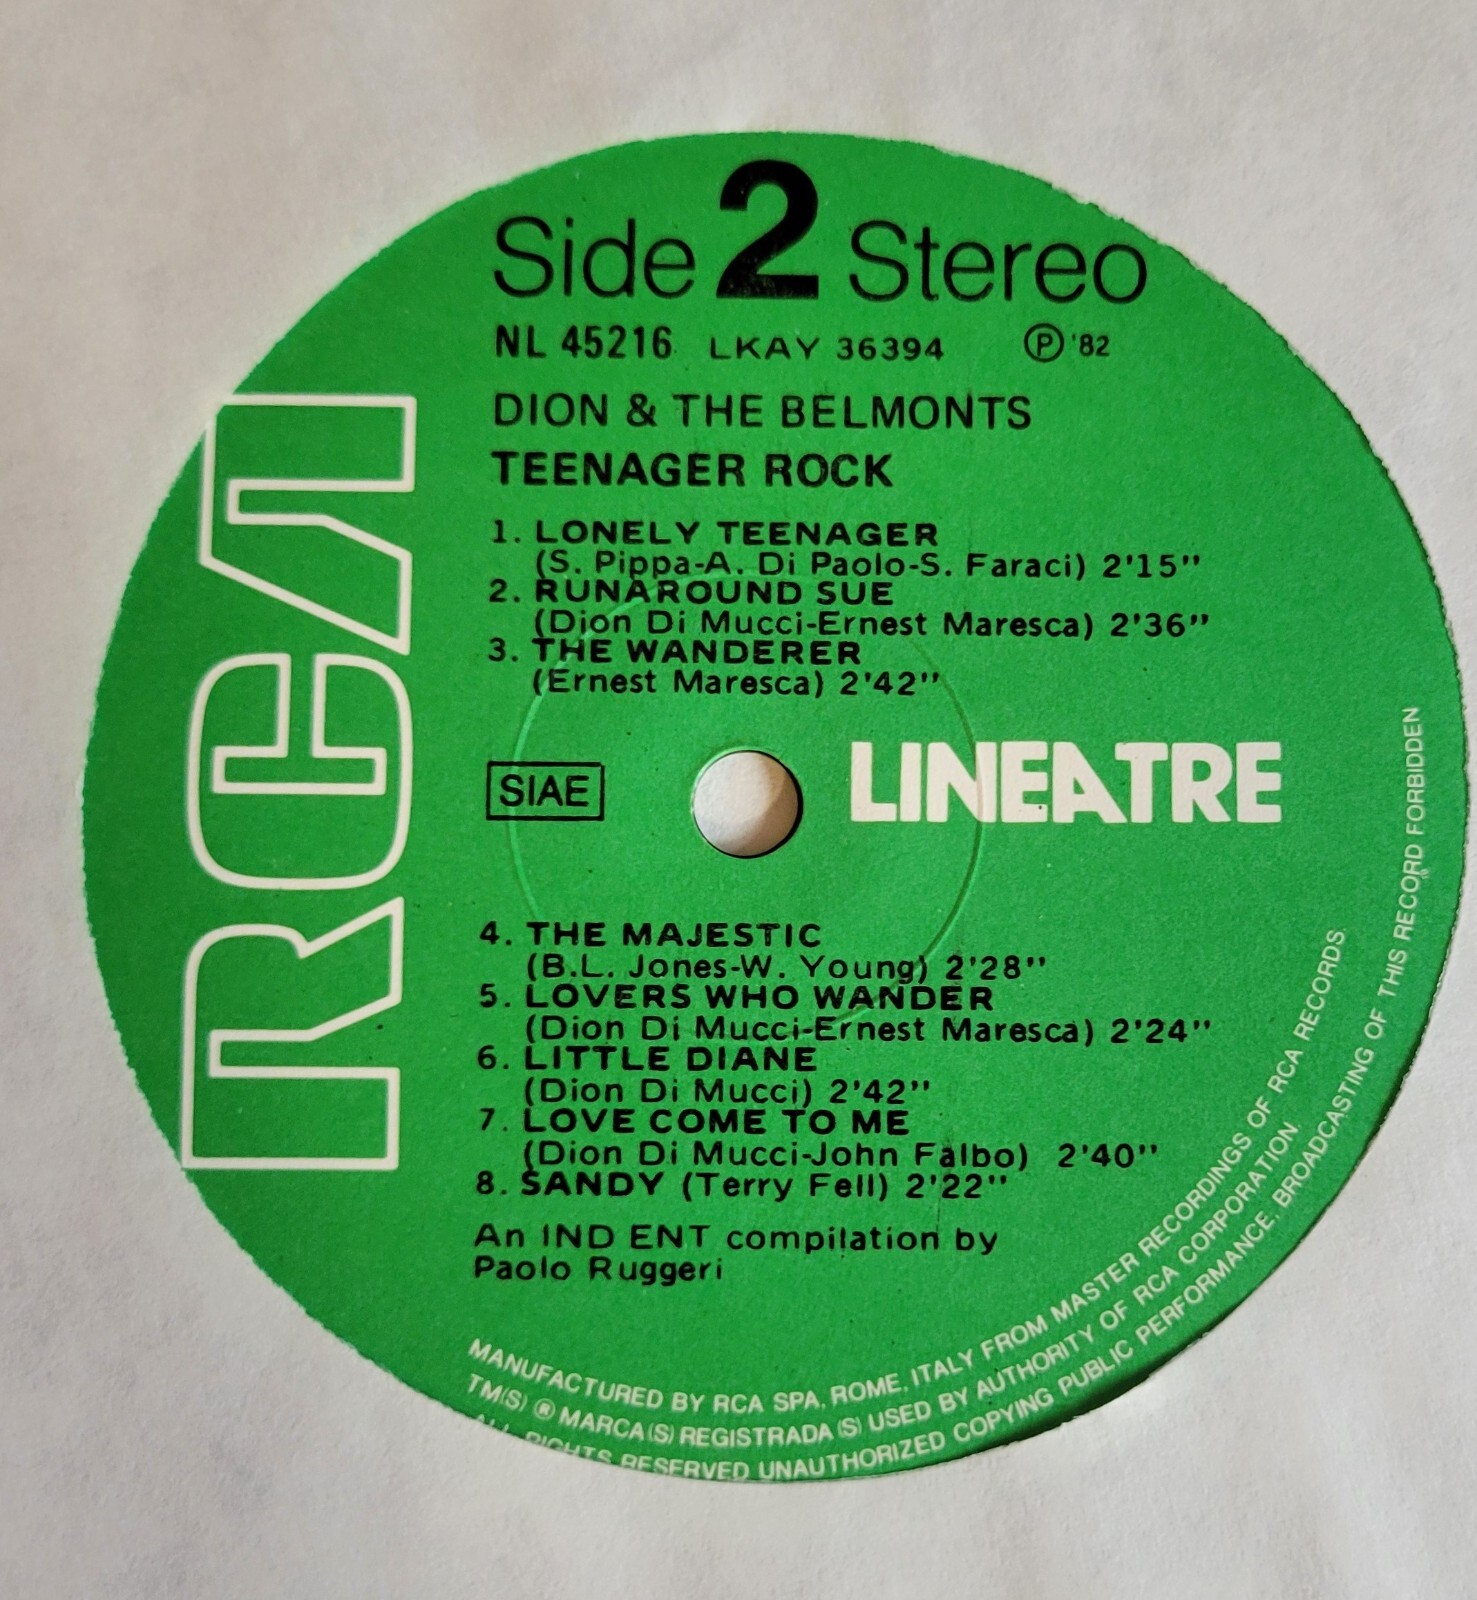 Side 2 Stereo
NL 45216 LKAY 36394 Ⓟ '82
DION & THE BELMONTS
TEENAGER ROCK
1. LONELY TEENAGER
(S. Pippa-A. Di Paolo-S. Faraci) 2'15''
2. RUNAROUND SUE
(Dion Di Mucci-Ernest Maresca) 2'36''
3. THE WANDERER
(Ernest Maresca) 2'42''
RCA
SIAE
LINEATRE
4. THE MAJESTIC
(B.L. Jones-W. Young) 2'28''
5. LOVERS WHO WANDER
(Dion Di Mucci-Ernest Maresca) 2'24''
6. LITTLE DIANE
(Dion Di Mucci) 2'42''
7. LOVE COME TO ME
(Dion Di Mucci-John Falbo) 2'40''
8. SANDY (Terry Fell) 2'22''
An IND ENT compilation by
Paolo Ruggeri
MANUFACTURED BY RCA SPA, ROME, ITALY FROM MASTER RECORDINGS OF RCA RECORDS.
TM(S) ® MARCA(S) REGISTRADA(S) USED BY AUTHORITY OF RCA CORPORATION
ALL RIGHTS RESERVED UNAUTHORIZED COPYING PUBLIC PERFORMANCE, BROADCASTING OF THIS RECORD FORBIDDEN